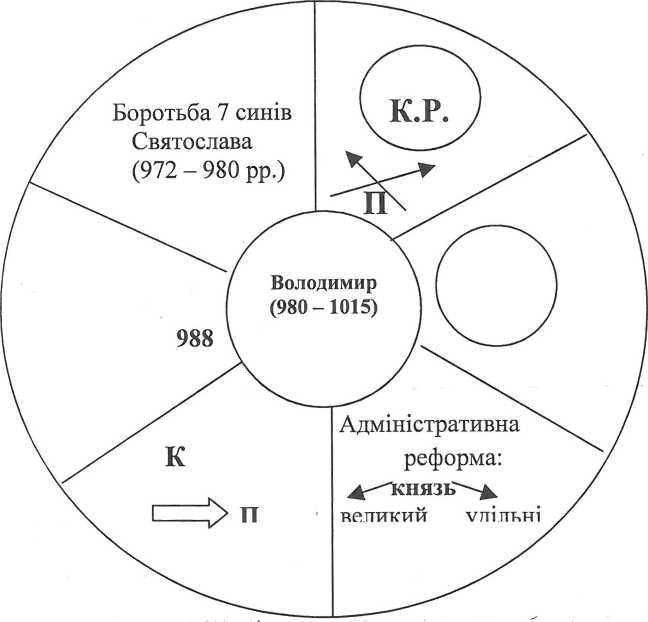 Боротьба 7 синів
Святослава
(972 – 980 рр.)
К.Р.
П
Володимир
(980 – 1015)
988
К
П
Адміністративна
реформа:
князь
великий удільні